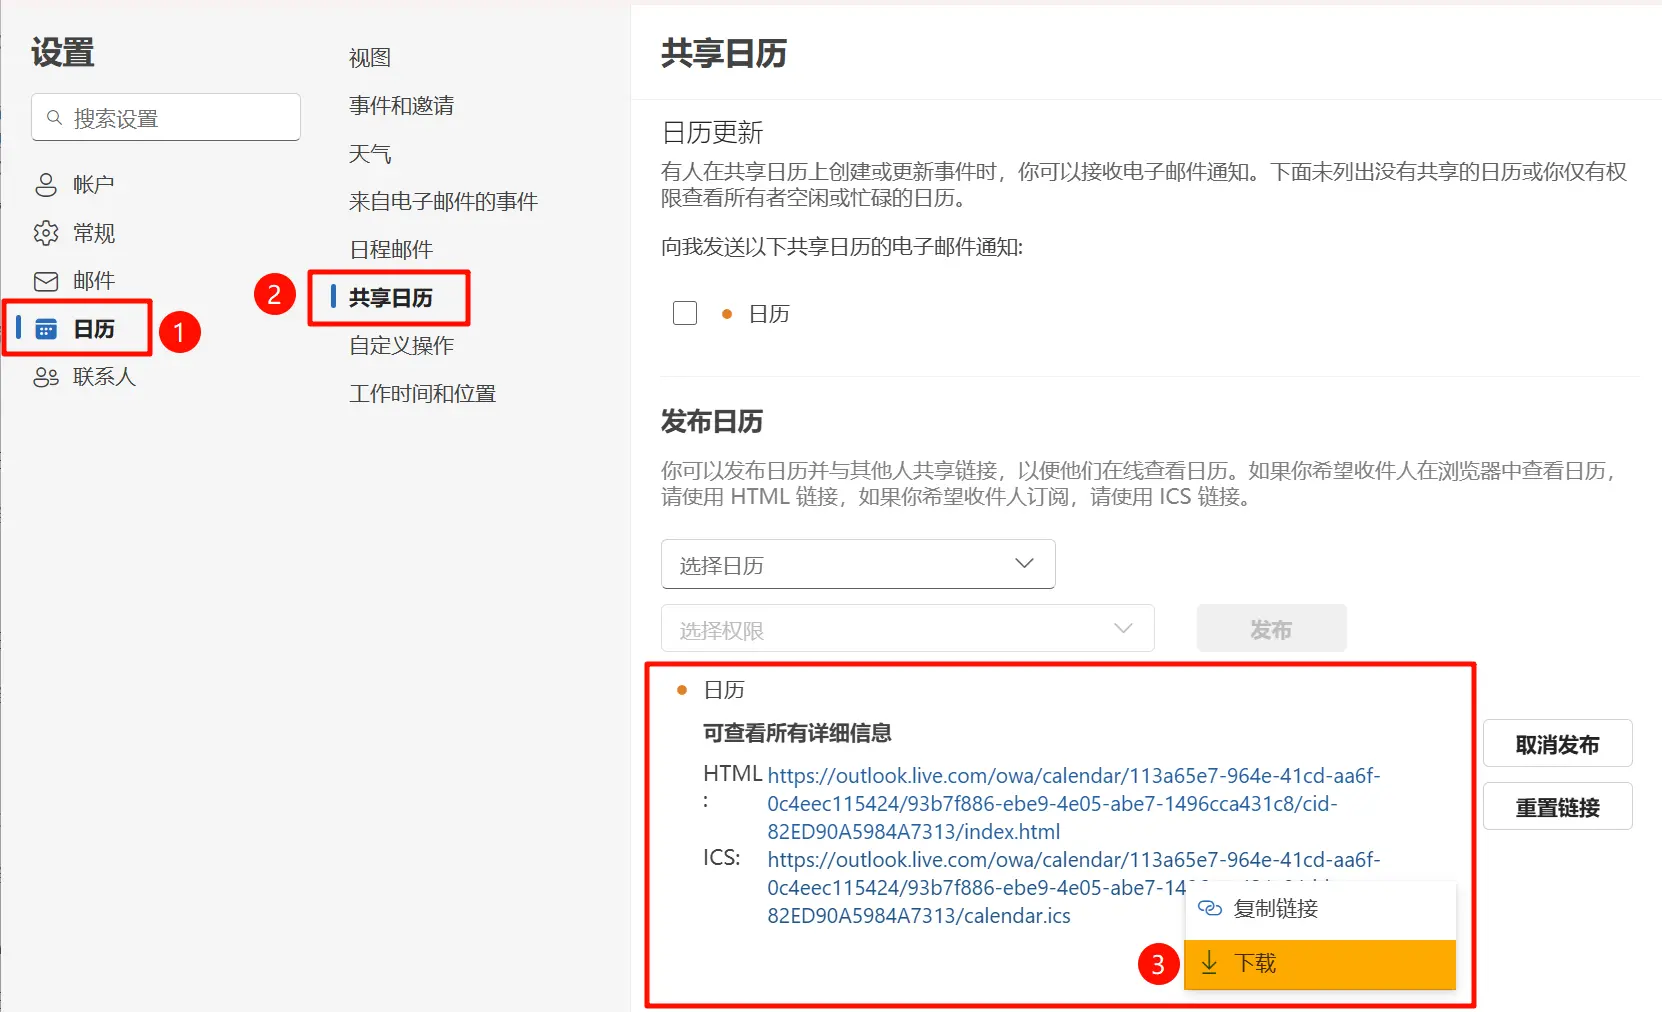 设置
搜索设置
帐户
常规
邮件
日历
1
联系人
视图
事件和邀请
天气
来自电子邮件的事件
日程邮件
2
共享日历
自定义操作
工作时间和位置
共享日历
日历更新
有人在共享日历上创建或更新事件时，你可以接收电子邮件通知。下面未列出没有共享的日历或你仅有权
限查看所有者空闲或忙碌的日历。
向我发送以下共享日历的电子邮件通知:
日历
发布日历
你可以发布日历并与其他人共享链接，以便他们在线查看日历。如果你希望收件人在浏览器中查看日历，
请使用 HTML 链接，如果你希望收件人订阅，请使用 ICS 链接。
选择日历
选择权限
发布
日历
可查看所有详细信息
HTML https://outlook.live.com/owa/calendar/113a65e7-964e-41cd-aa6f-
: 0c4eec115424/93b7f886-ebe9-4e05-abe7-1496cca431c8/cid-
82ED90A5984A7313/index.html
ICS: https://outlook.live.com/owa/calendar/113a65e7-964e-41cd-aa6f-
0c4eec115424/93b7f886-ebe9-4e05-abe7-14
82ED90A5984A7313/calendar.ics
取消发布
重置链接
复制链接
3
下载